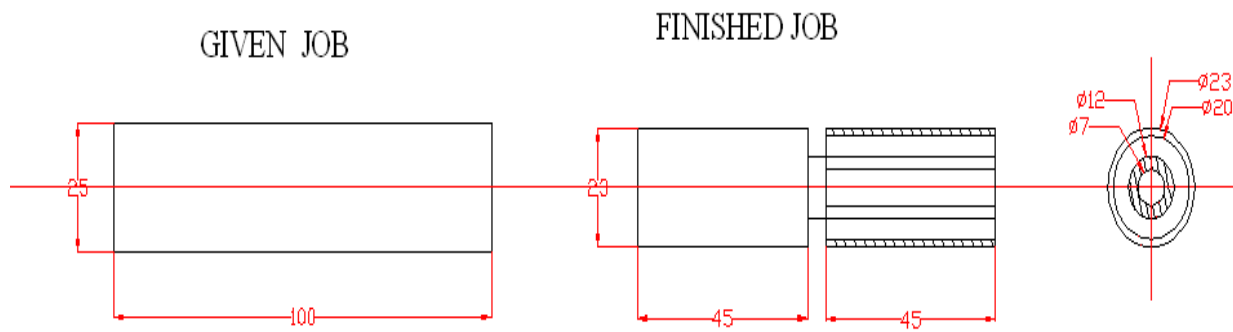 GIVEN JOB
FINISHED JOB
25
100
23
45
45
Ø23
Ø12
Ø20
Ø7